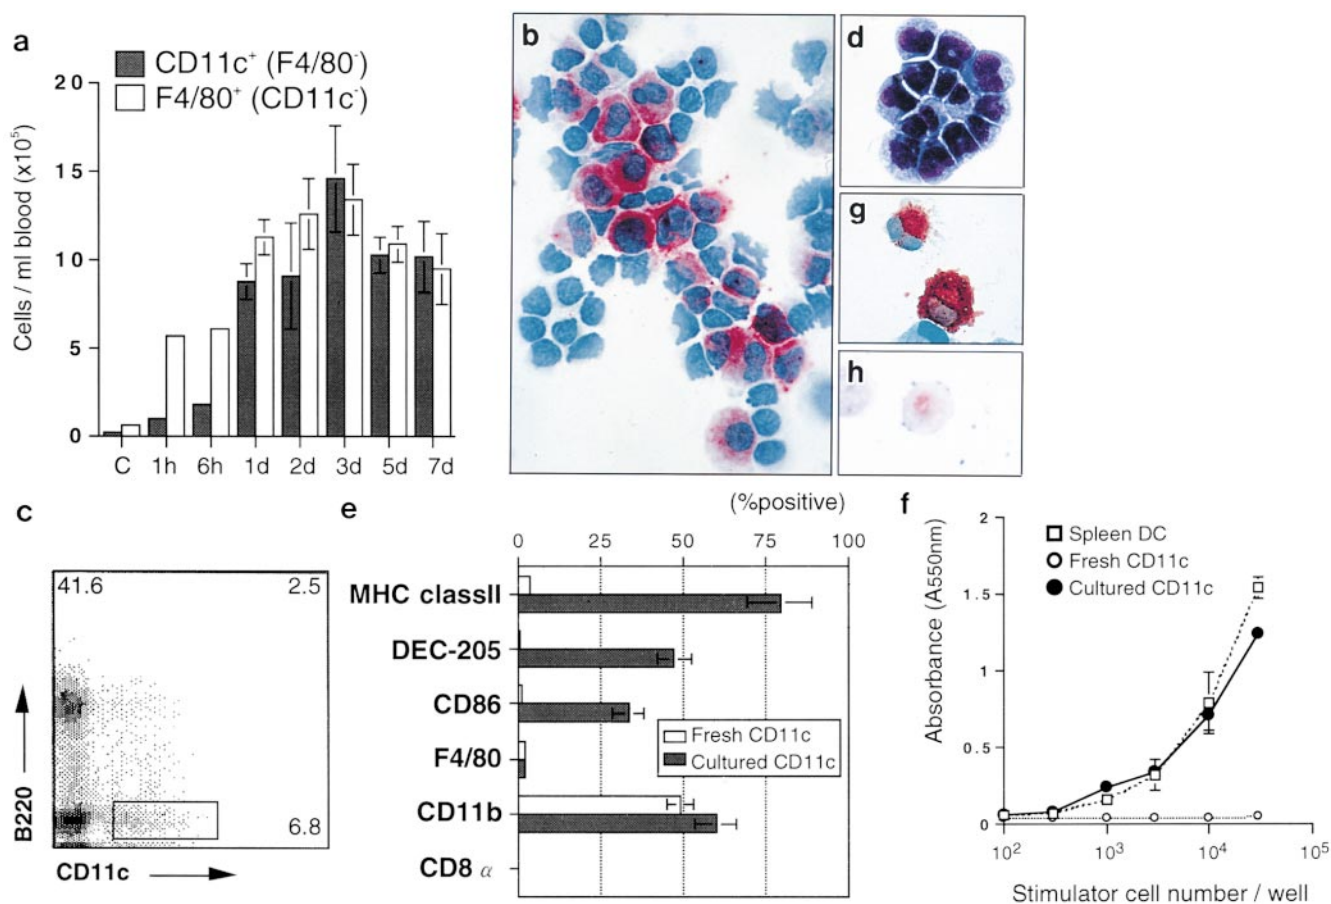 a
CD11c⁺ (F4/80⁻)
F4/80⁺ (CD11c⁻)
Cells / ml blood (x10⁵)
20
15
10
5
0
C 1h 6h 1d 2d 3d 5d 7d
b
d
g
h
c
41.6 2.5
6.8
B220
CD11c
e
(%positive)
0 25 50 75 100
MHC classII
DEC-205
CD86
F4/80
CD11b
CD8 α
Fresh CD11c
Cultured CD11c
f
Spleen DC
Fresh CD11c
Cultured CD11c
Absorbance (A550nm)
2
1.5
1
0.5
0
10² 10³ 10⁴ 10⁵
Stimulator cell number / well